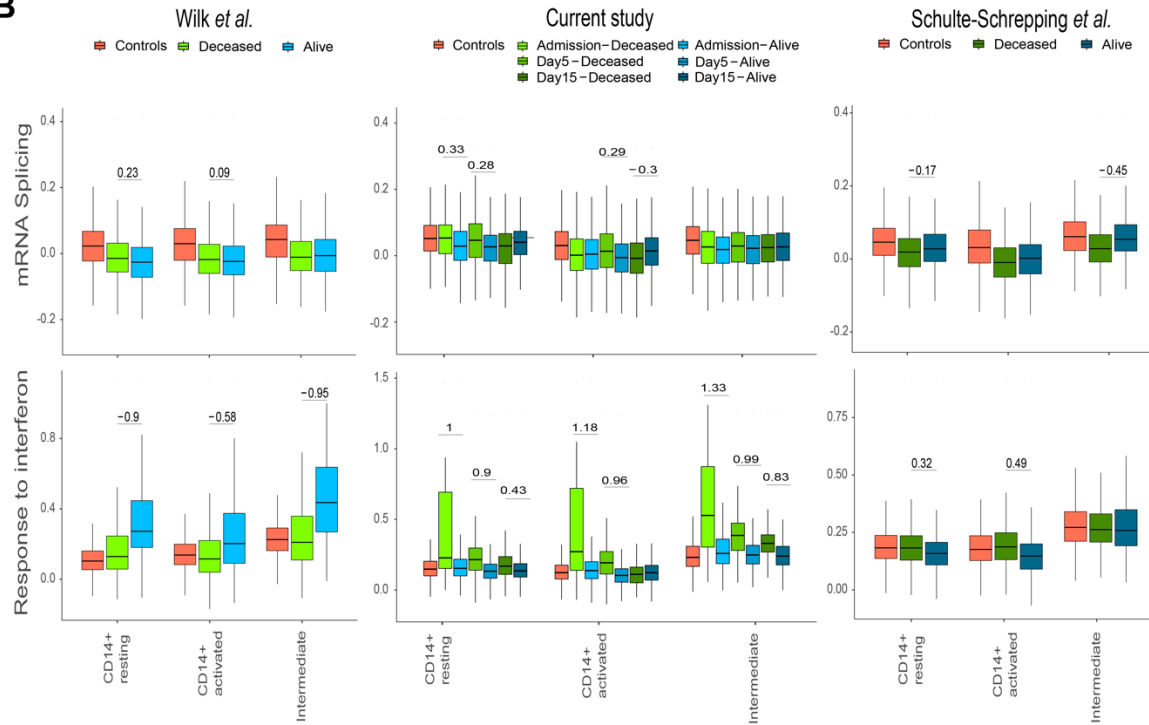 B
Wilk et al.
Controls Deceased Alive
Current study
Controls Admission-Deceased Admission-Alive
Day5-Deceased Day5-Alive
Day15-Deceased Day15-Alive
Schulte-Schrepping et al.
Controls Deceased Alive
mRNA Splicing
0.4
0.2
0.0
-0.2
0.23
0.09
0.4
0.2
0.0
-0.2
0.33
0.28
0.29
-0.3
0.4
0.2
0.0
-0.2
-0.17
-0.45
Response to interferon
0.8
0.4
0.0
-0.9
-0.58
-0.95
1.5
1.0
0.5
0.0
1
0.9
0.43
1.18
0.96
1.33
0.99
0.83
0.75
0.50
0.25
0.00
0.32
0.49
CD14+
resting
CD14+
activated
Intermediate
CD14+
resting
CD14+
activated
Intermediate
CD14+
resting
CD14+
activated
Intermediate